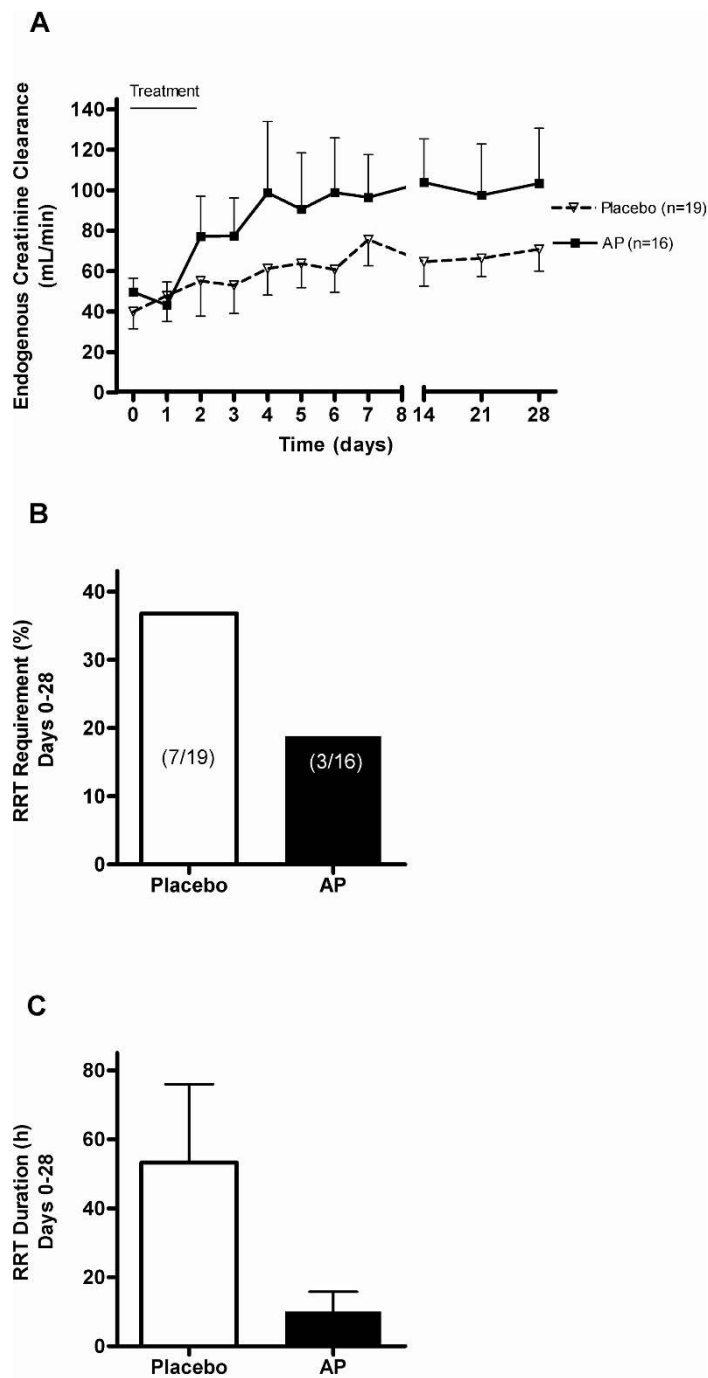 A
Treatment
Endogenous Creatinine Clearance
(mL/min)
140
120
100
80
60
40
20
0
0 1 2 3 4 5 6 7 8 14 21 28
Time (days)
Placebo (n=19)
AP (n=16)
B
RRT Requirement (%)
Days 0-28
40
30
20
10
0
(7/19)
(3/16)
Placebo AP
C
RRT Duration (h)
Days 0-28
80
60
40
20
0
Placebo AP